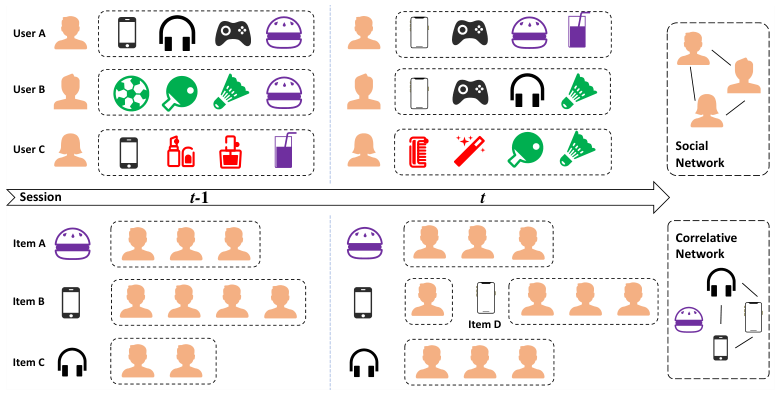 User A
User B
User C
Social
Network
Session
t-1
t
Item A
Item B
Item D
Item C
Correlative
Network